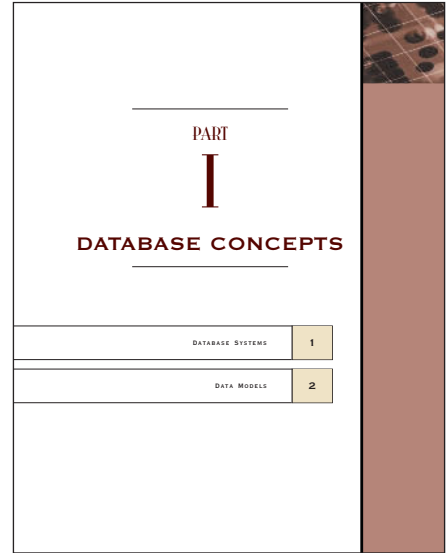 PART
I
DATABASE CONCEPTS
DATABASE SYSTEMS 1
DATA MODELS 2